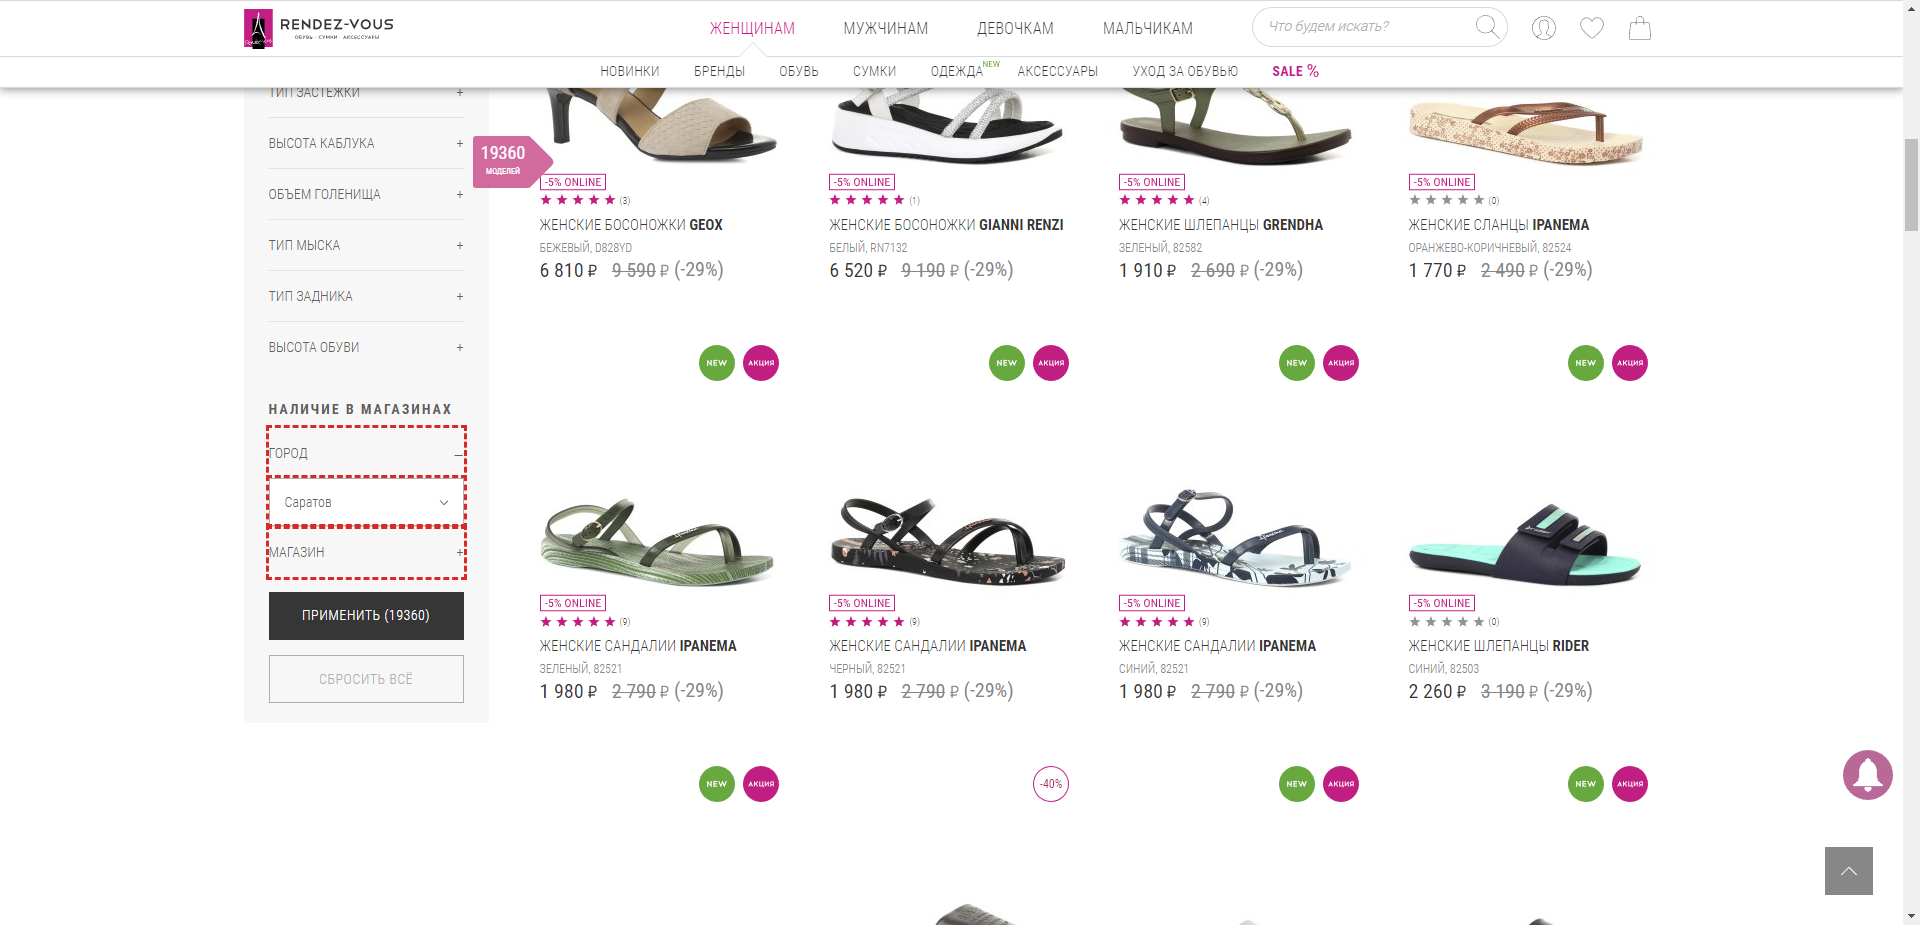 RENDEZ-VOUS
ОБУВЬ · СУМКИ · АКСЕССУАРЫ
ЖЕНЩИНАМ
МУЖЧИНАМ
ДЕВОЧКАМ
МАЛЬЧИКАМ
Что будем искать?
НОВИНКИ
БРЕНДЫ
ОБУВЬ
СУМКИ
ОДЕЖДА NEW
АКСЕССУАРЫ
УХОД ЗА ОБУВЬЮ
SALE %
ТИП ЗАСТЕЖКИ +
ВЫСОТА КАБЛУКА +
ОБЪЕМ ГОЛЕНИЩА +
ТИП МЫСКА +
ТИП ЗАДНИКА +
ВЫСОТА ОБУВИ +
НАЛИЧИЕ В МАГАЗИНАХ
ГОРОД –
Саратов
МАГАЗИН +
ПРИМЕНИТЬ (19360)
СБРОСИТЬ ВСЁ
19360
МОДЕЛЕЙ
-5% ONLINE
(3)
ЖЕНСКИЕ БОСОНОЖКИ GEOX
БЕЖЕВЫЙ, D828YD
6 810 ₽ 9 590 ₽ (-29%)
-5% ONLINE
(1)
ЖЕНСКИЕ БОСОНОЖКИ GIANNI RENZI
БЕЛЫЙ, RN7132
6 520 ₽ 9 190 ₽ (-29%)
-5% ONLINE
(4)
ЖЕНСКИЕ ШЛЕПАНЦЫ GRENDHA
ЗЕЛЕНЫЙ, 82582
1 910 ₽ 2 690 ₽ (-29%)
-5% ONLINE
(0)
ЖЕНСКИЕ СЛАНЦЫ IPANEMA
ОРАНЖЕВО-КОРИЧНЕВЫЙ, 82524
1 770 ₽ 2 490 ₽ (-29%)
NEW АКЦИЯ
-5% ONLINE
(9)
ЖЕНСКИЕ САНДАЛИИ IPANEMA
ЗЕЛЕНЫЙ, 82521
1 980 ₽ 2 790 ₽ (-29%)
NEW АКЦИЯ
-5% ONLINE
(9)
ЖЕНСКИЕ САНДАЛИИ IPANEMA
ЧЕРНЫЙ, 82521
1 980 ₽ 2 790 ₽ (-29%)
NEW АКЦИЯ
-5% ONLINE
(9)
ЖЕНСКИЕ САНДАЛИИ IPANEMA
СИНИЙ, 82521
1 980 ₽ 2 790 ₽ (-29%)
NEW АКЦИЯ
-5% ONLINE
(0)
ЖЕНСКИЕ ШЛЕПАНЦЫ RIDER
СИНИЙ, 82503
2 260 ₽ 3 190 ₽ (-29%)
NEW АКЦИЯ
-40%
NEW АКЦИЯ
NEW АКЦИЯ